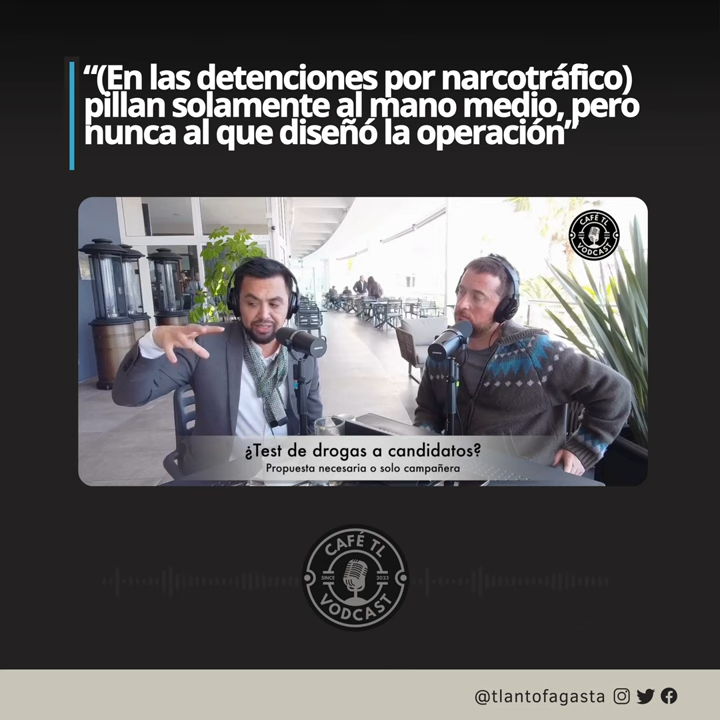 “(En las detenciones por narcotráfico)
pillan solamente al mano medio, pero
nunca al que diseñó la operación”
CAFÉ TL
VODCAST
¿Test de drogas a candidatos?
Propuesta necesaria o solo campañera
CAFÉ TL
SINCE 2023
VODCAST
@tlantofagasta